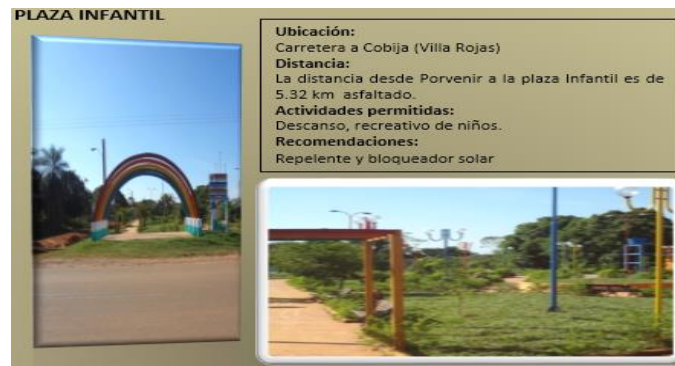 PLAZA INFANTIL
Ubicación:
Carretera a Cobija (Villa Rojas)
Distancia:
La distancia desde Porvenir a la plaza Infantil es de
5.32 km asfaltado.
Actividades permitidas:
Descanso, recreativo de niños.
Recomendaciones:
Repelente y bloqueador solar